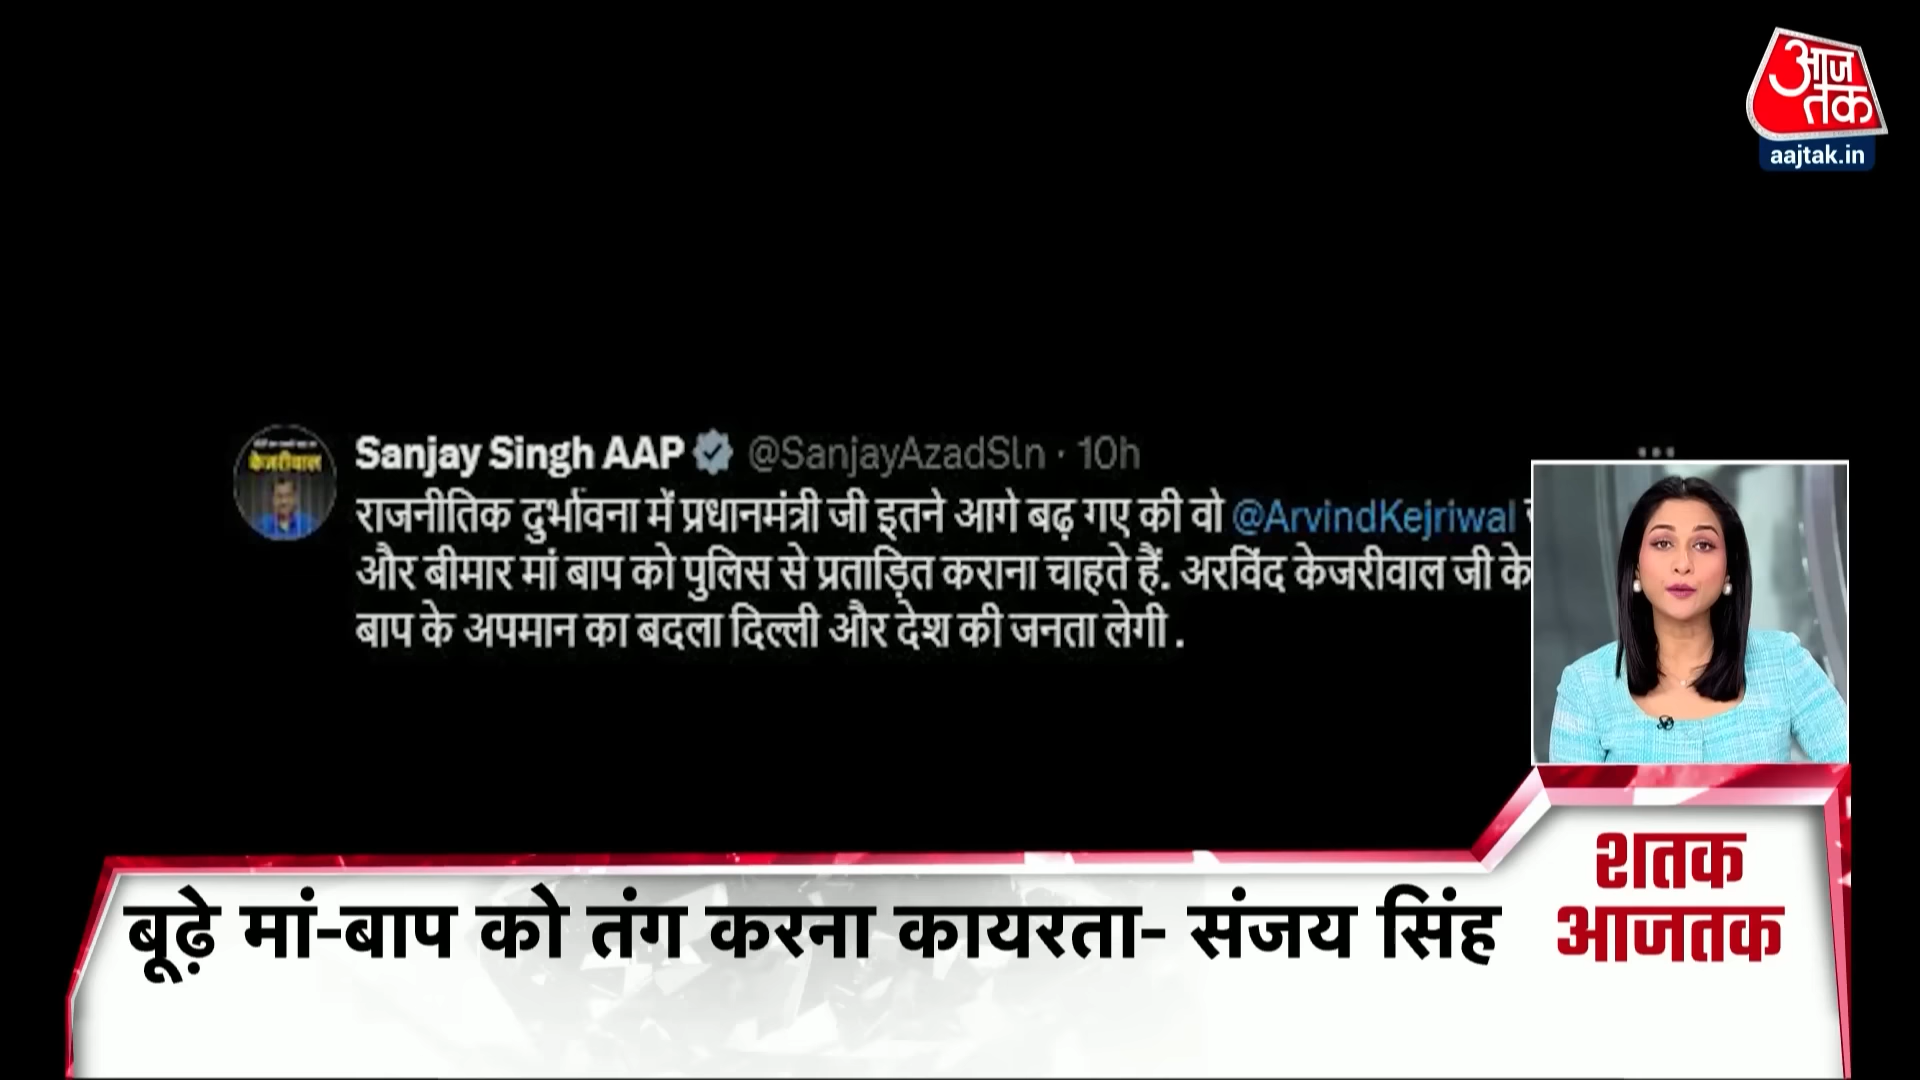 आज
तक
aajtak.in
केजरीवाल
Sanjay Singh AAP @SanjayAzadSln · 10h
राजनीतिक दुर्भावना में प्रधानमंत्री जी इतने आगे बढ़ गए की वो @ArvindKejriwal
और बीमार मां बाप को पुलिस से प्रताड़ित कराना चाहते हैं. अरविंद केजरीवाल जी के
बाप के अपमान का बदला दिल्ली और देश की जनता लेगी .
बूढ़े मां-बाप को तंग करना कायरता- संजय सिंह
शतक
आजतक